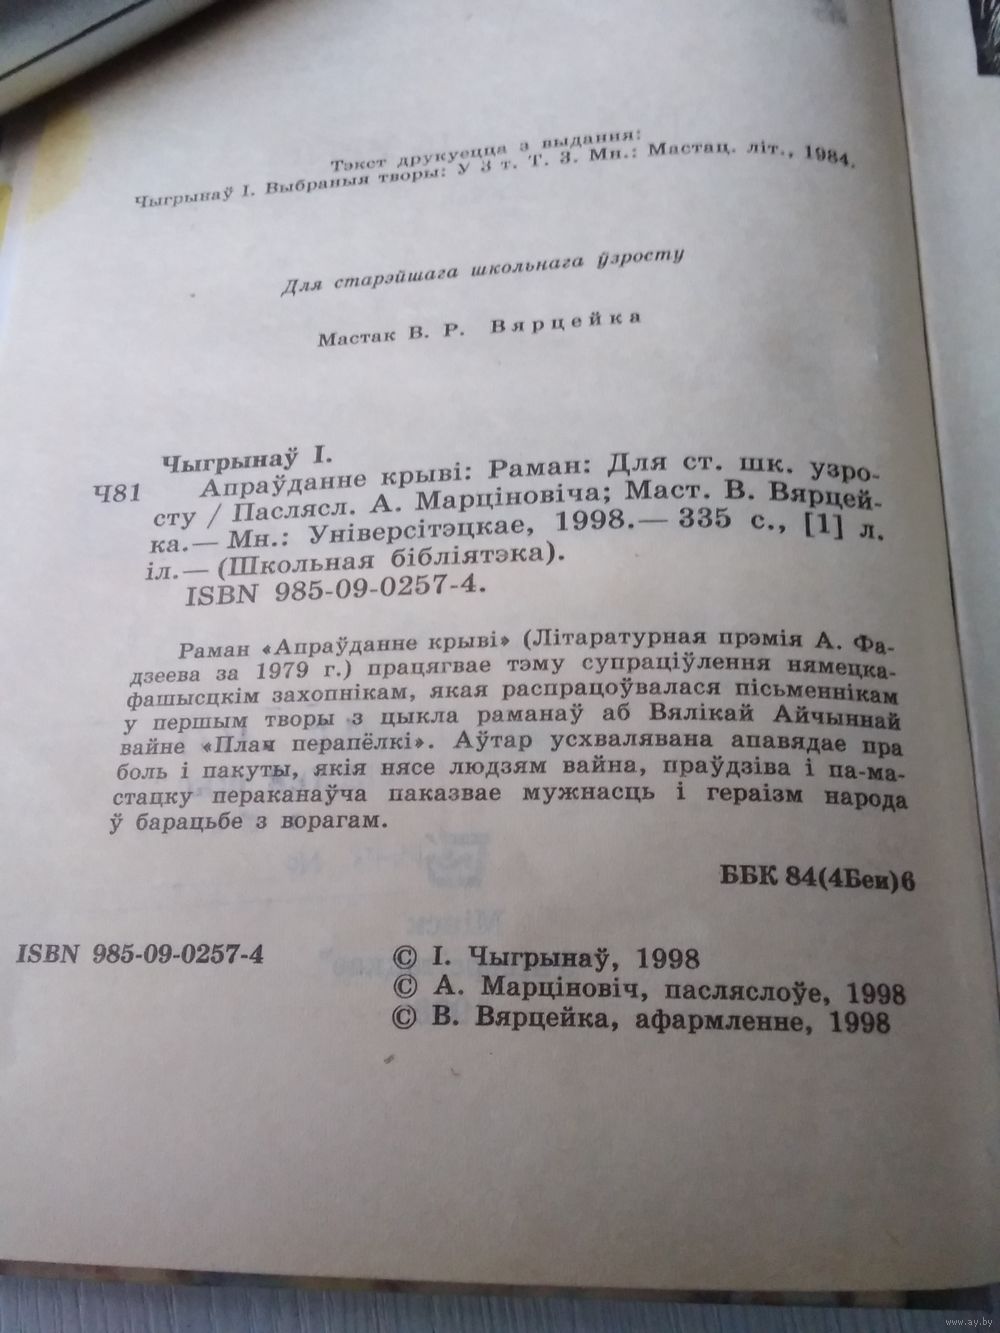 Тэкст друкуецца з выдання:
Чыгрынаў І. Выбраныя творы: У 3 т. Т. 3. Мн.: Мастац. літ., 1984.
Для старэйшага школьнага ўзросту
Мастак В. Р. Вярцейка
Чыгрынаў І.
Ч81 Апраўданне крыві: Раман: Для ст. шк. узро-
сту / Паслясл. А. Марціновіча; Маст. В. Вярцей-
ка.— Мн.: Універсітэцкае, 1998.— 335 с., [1] л.
іл.— (Школьная бібліятэка).
ISBN 985-09-0257-4.
Раман «Апраўданне крыві» (Літаратурная прэмія А. Фа-
дзеева за 1979 г.) працягвае тэму супраціўлення нямецка-
фашысцкім захопнікам, якая распрацоўвалася пісьменнікам
у першым творы з цыкла раманаў аб Вялікай Айчыннай
вайне «Плач перапёлкі». Аўтар усхвалявана апавядае пра
боль і пакуты, якія нясе людзям вайна, праўдзіва і па-ма-
стацку пераканаўча паказвае мужнасць і гераізм народа
ў барацьбе з ворагам.
ББК 84(4Беи)6
ISBN 985-09-0257-4
© І. Чыгрынаў, 1998
© А. Марціновіч, пасляслоўе, 1998
© В. Вярцейка, афармленне, 1998
www.ay.by